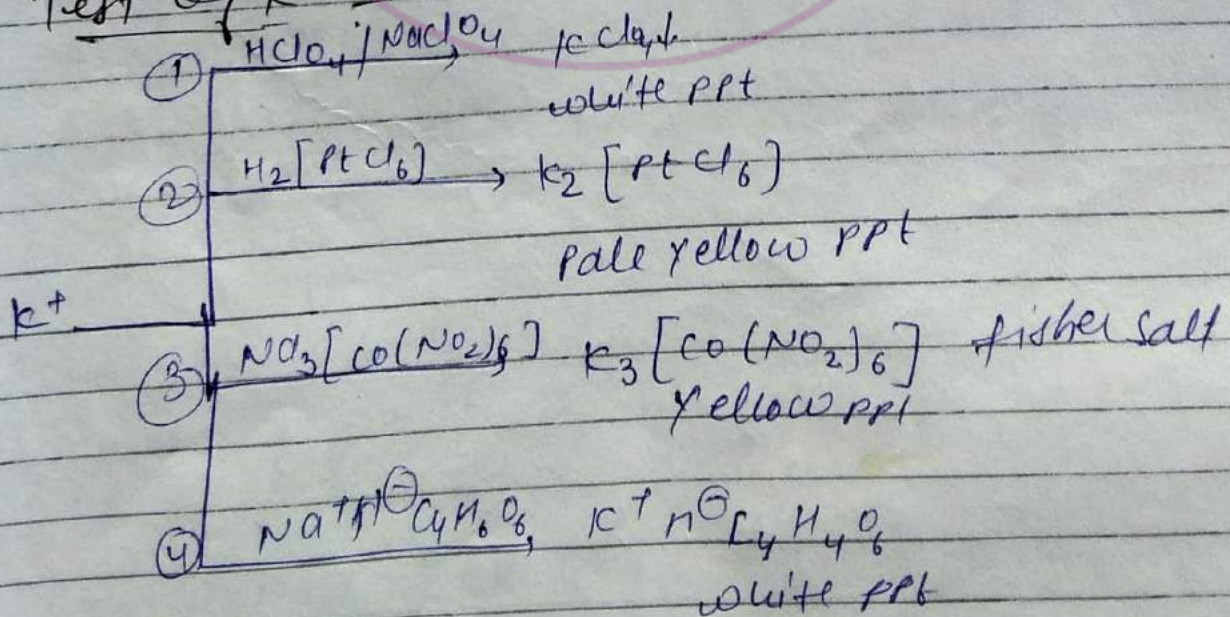 Test of K
① HClO4/NaClO4 KClO4↓
white ppt
② H2[PtCl6] → K2[PtCl6]
Pale Yellow PPt
K+
③ Na3[Co(NO2)6] K3[Co(NO2)6] fisher salt
Yellow ppt
④ Na+H⊖C4H6O6 K+H⊖C4H4O6
white ppt